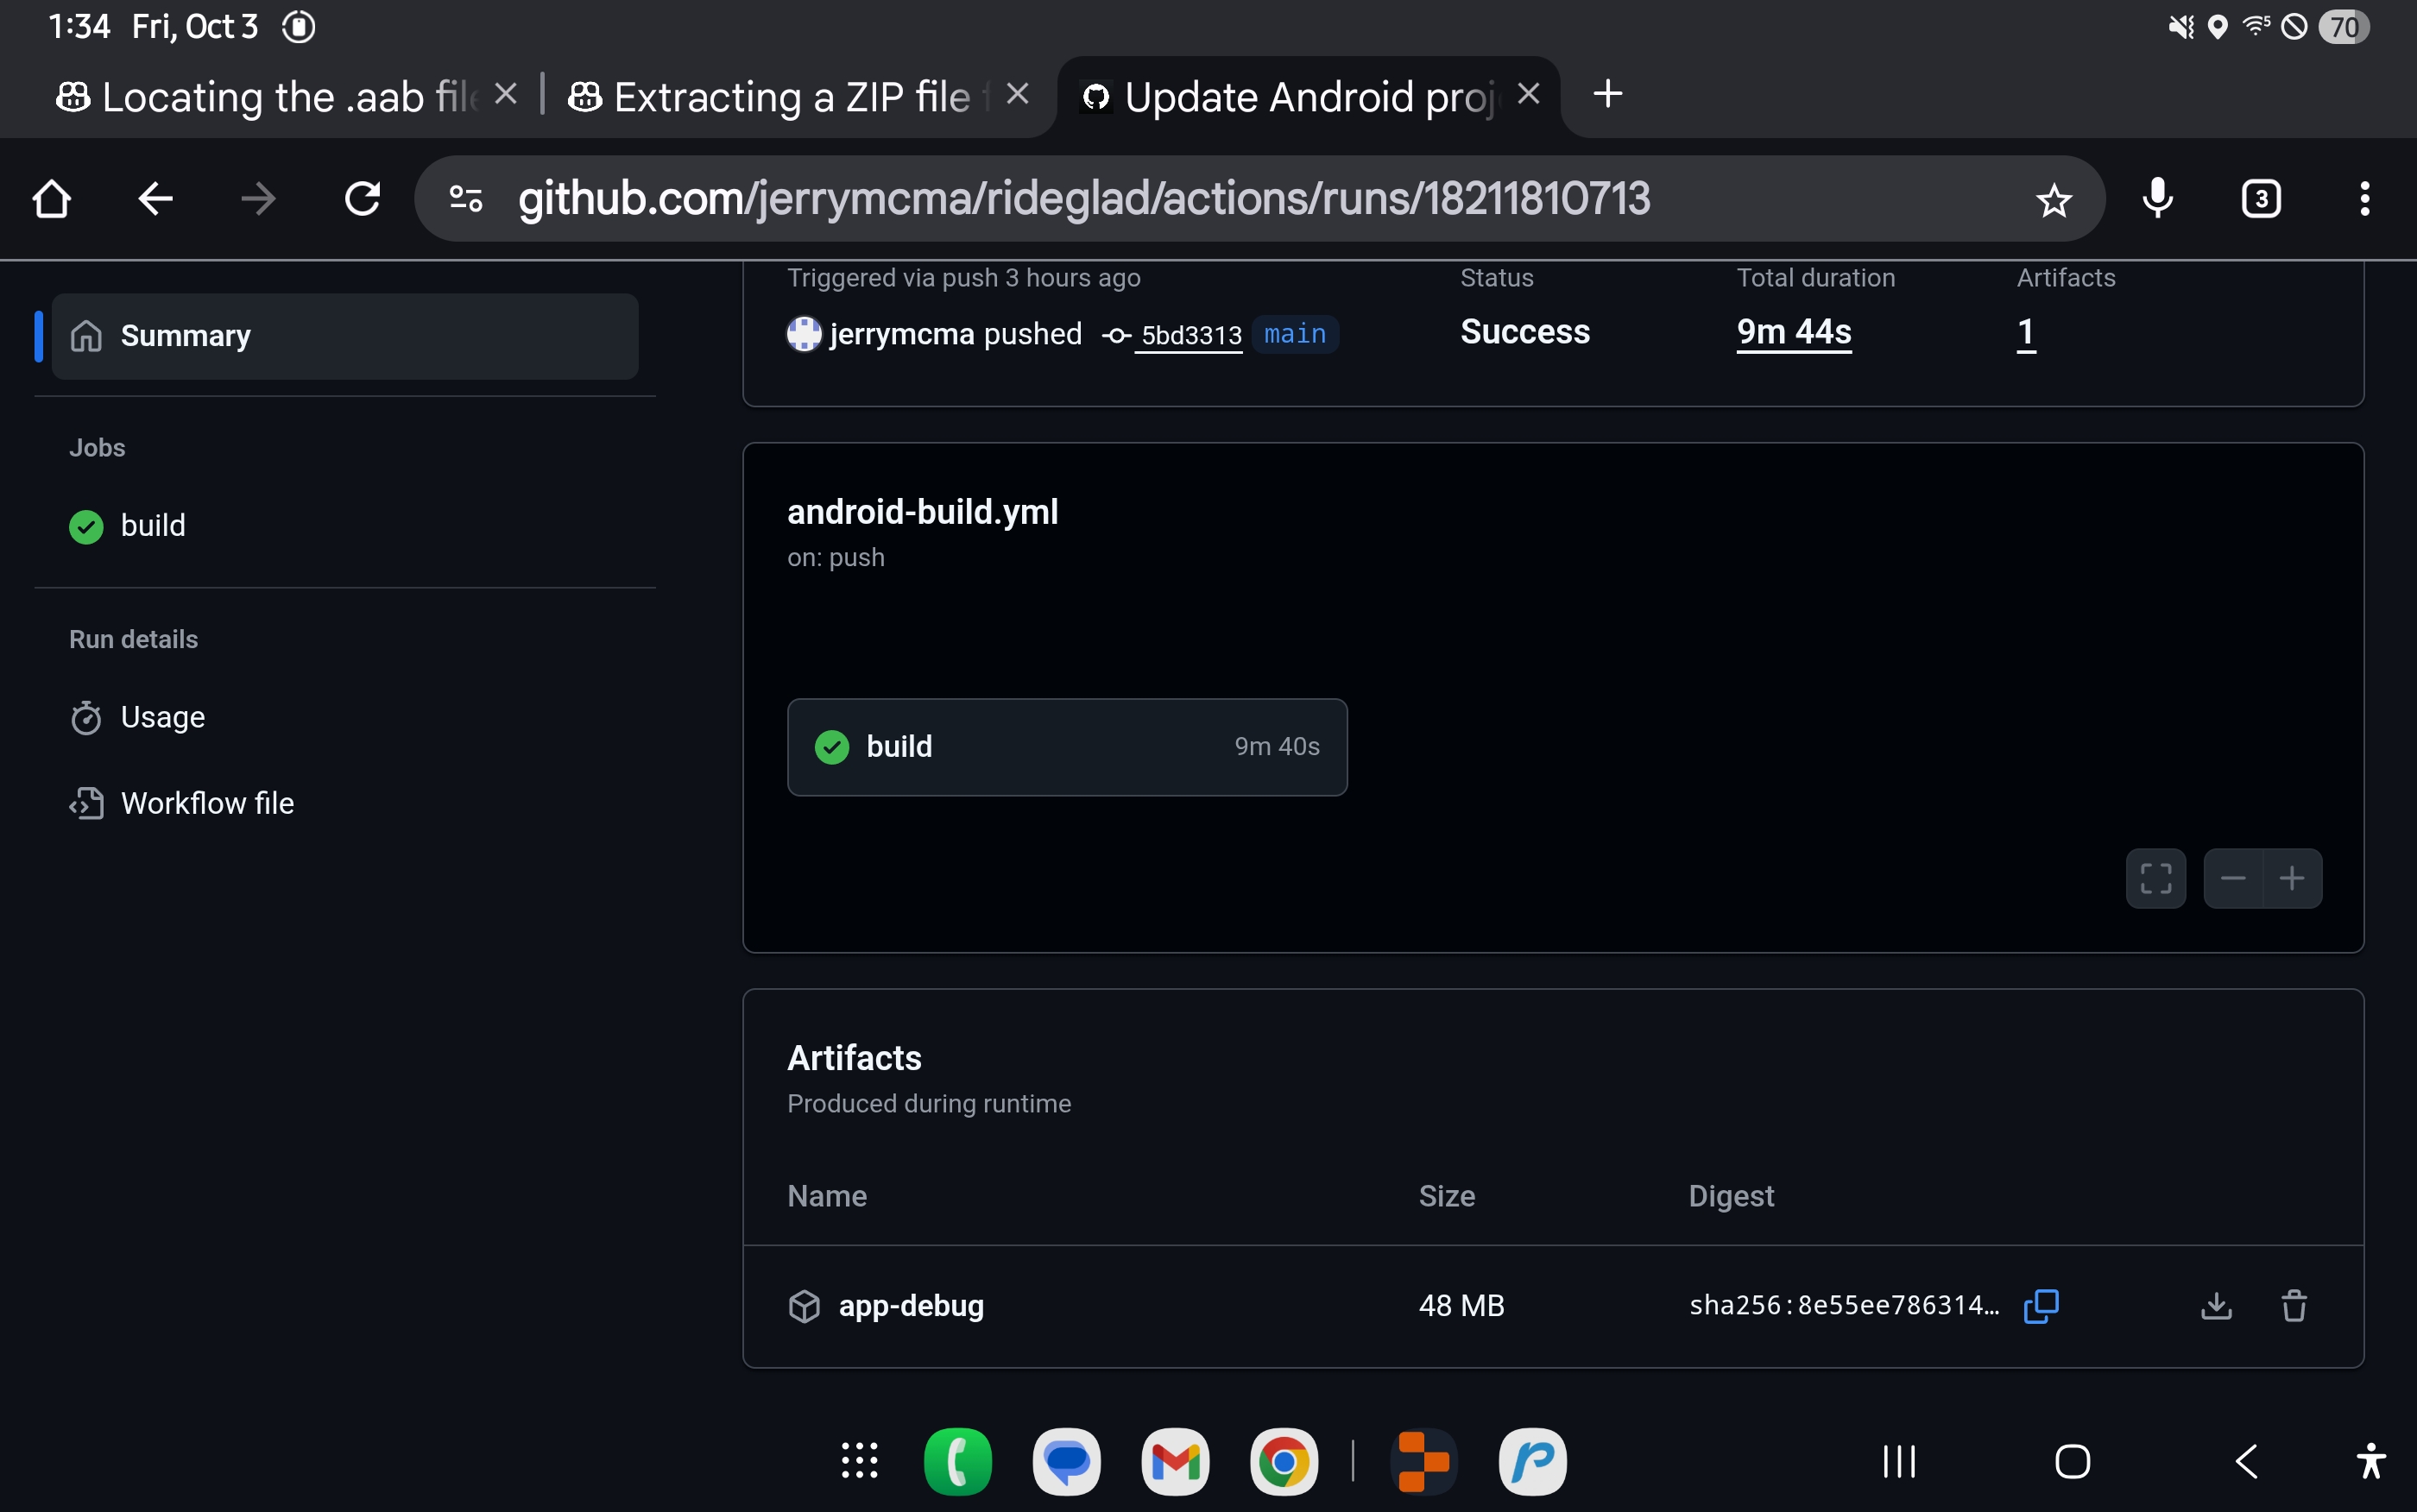 1:34 Fri, Oct 3
5
70
Locating the .aab file
Extracting a ZIP file f
Update Android proj
github.com/jerrymcma/rideglad/actions/runs/18211810713
3
Summary
Jobs
build
Run details
Usage
Workflow file
Triggered via push 3 hours ago
Status
Total duration
Artifacts
jerrymcma pushed 5bd3313 main
Success
9m 44s
1
android-build.yml
on: push
build 9m 40s
Artifacts
Produced during runtime
Name Size Digest
app-debug 48 MB sha256:8e55ee786314…